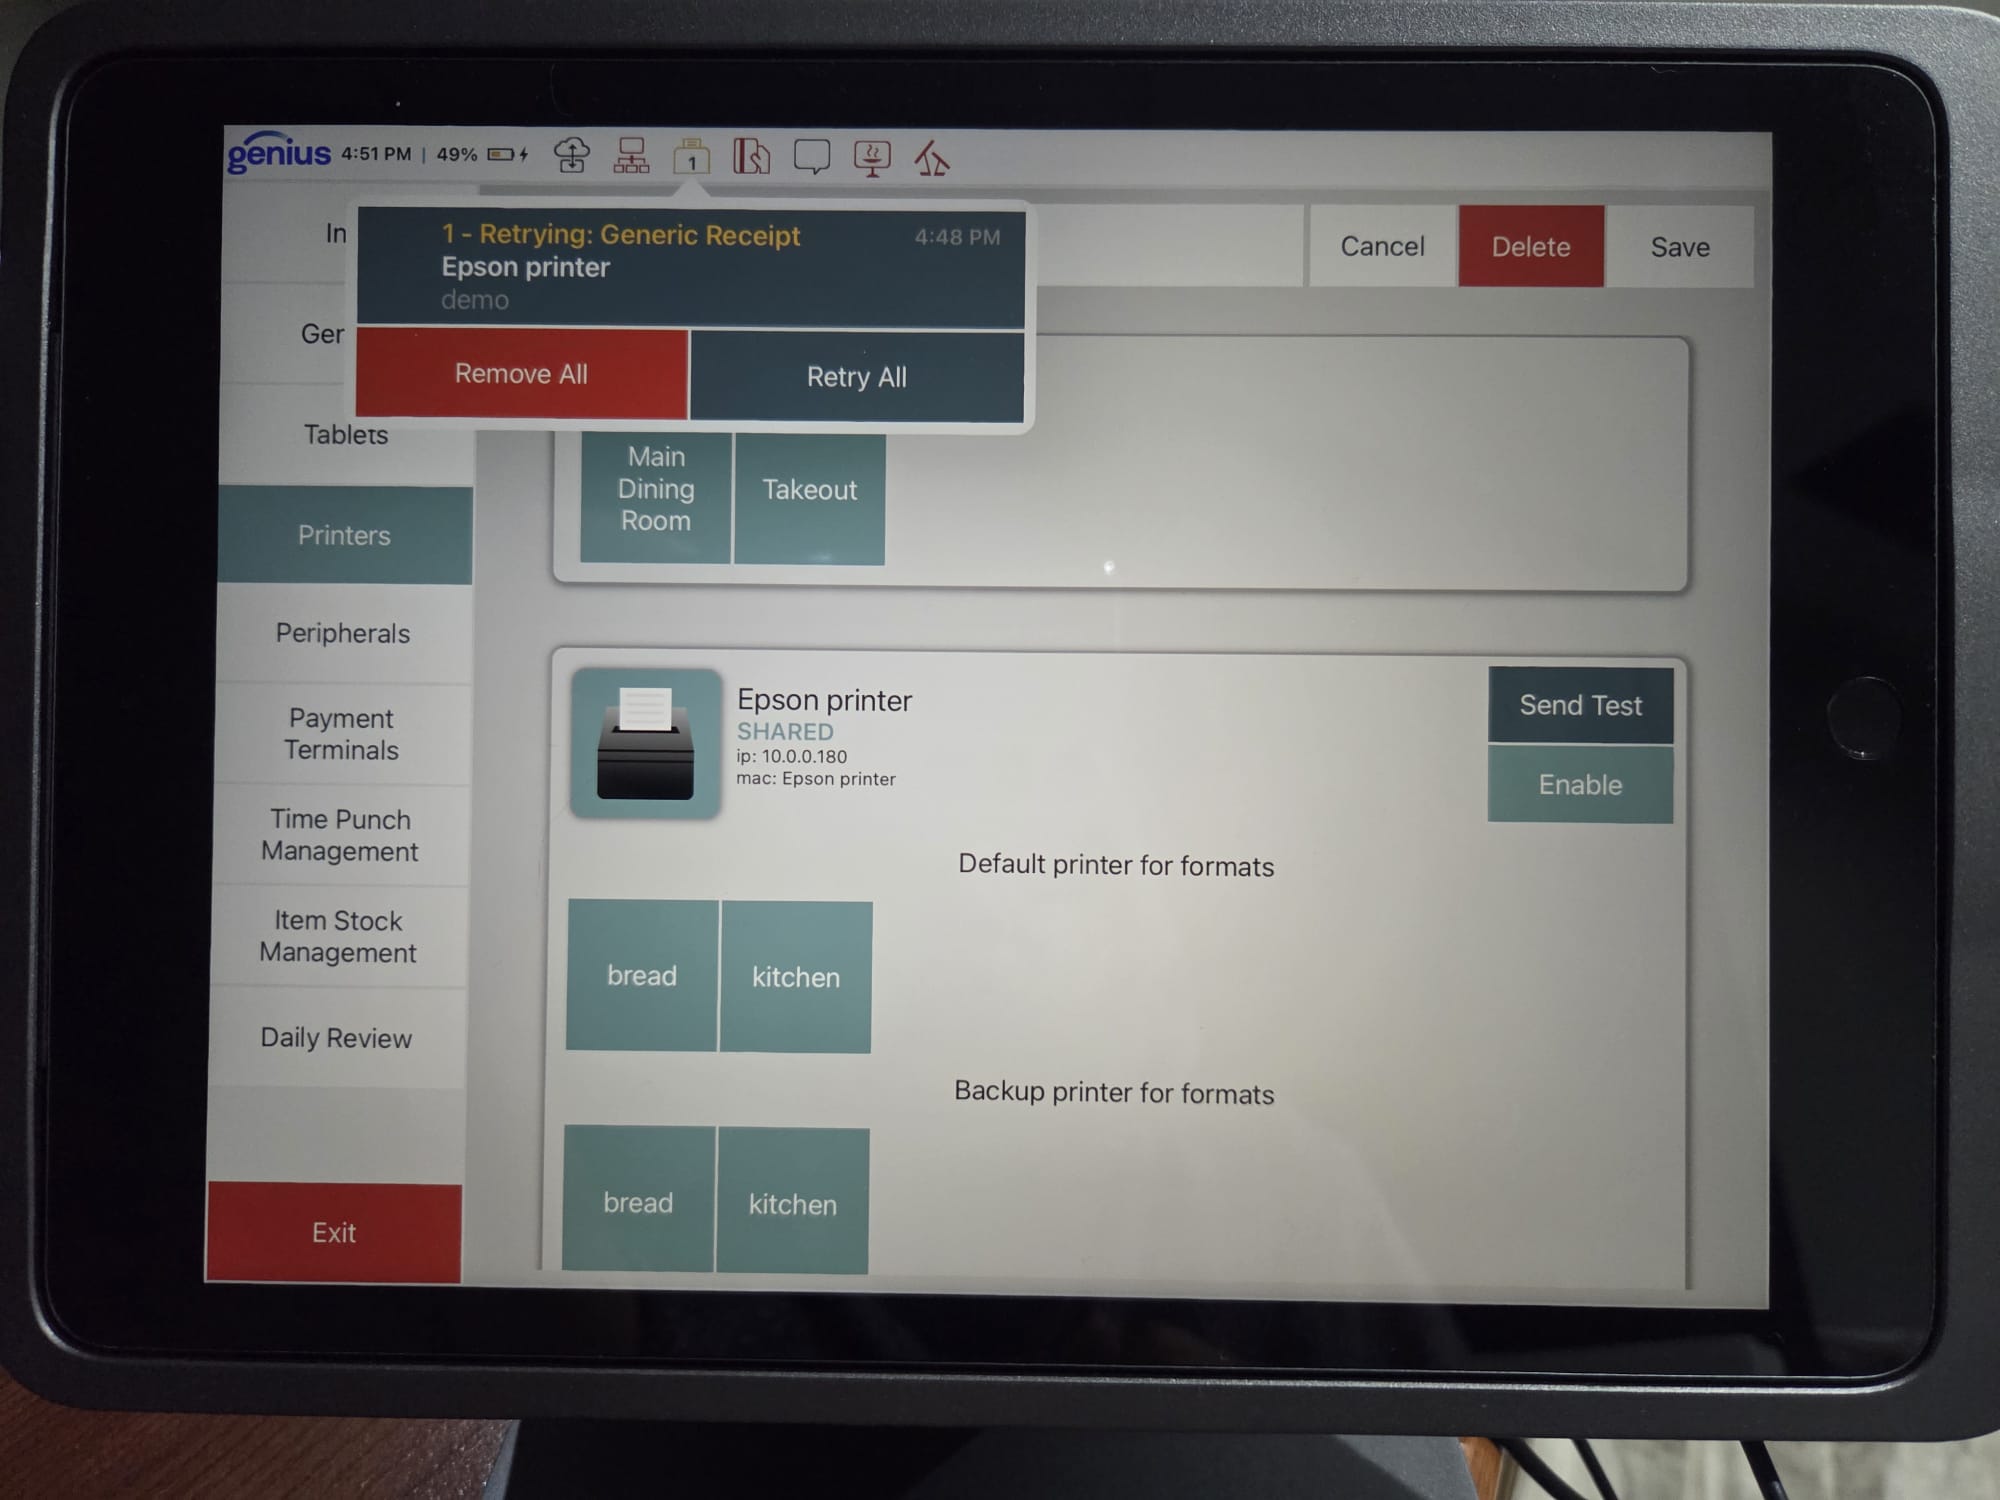 genius 4:51 PM | 49%
1
1 - Retrying: Generic Receipt 4:48 PM
Epson printer
demo
Remove All
Retry All
Cancel
Delete
Save
In
Ger
Tablets
Printers
Peripherals
Payment
Terminals
Time Punch
Management
Item Stock
Management
Daily Review
Exit
Main
Dining
Room
Takeout
Epson printer
SHARED
ip: 10.0.0.180
mac: Epson printer
Send Test
Enable
Default printer for formats
bread
kitchen
Backup printer for formats
bread
kitchen